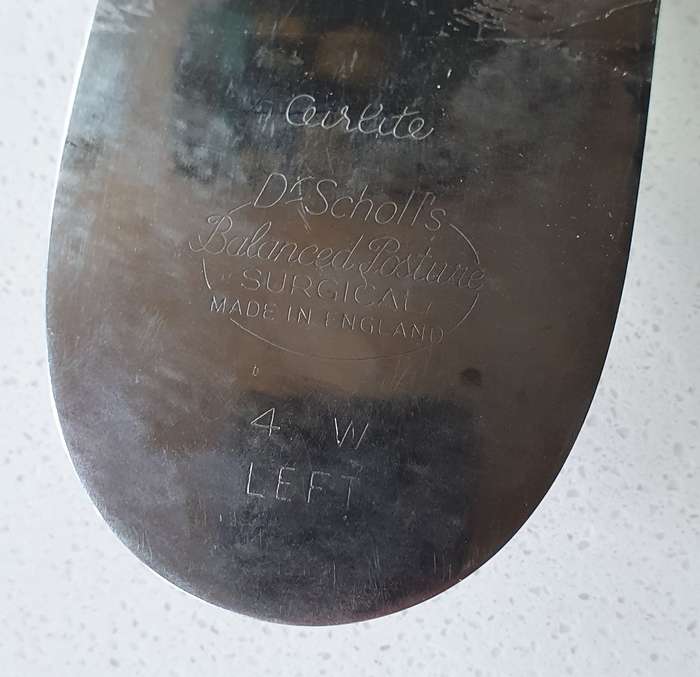 Airlite
Dr Scholl's
Balanced Posture
SURGICAL
MADE IN ENGLAND
4 W
LEFT